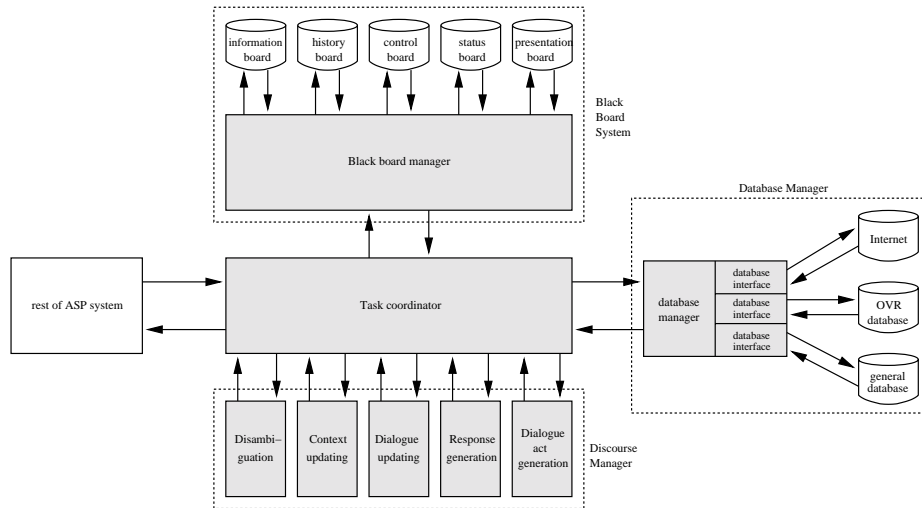 information
board
history
board
control
board
status
board
presentation
board
Black
Board
System
Black board manager
Database Manager
Internet
rest of ASP system
Task coordinator
database
manager
database
interface
database
interface
database
interface
OVR
database
general
database
Disambi–
guation
Context
updating
Dialogue
updating
Response
generation
Dialogue
act
generation
Discourse
Manager